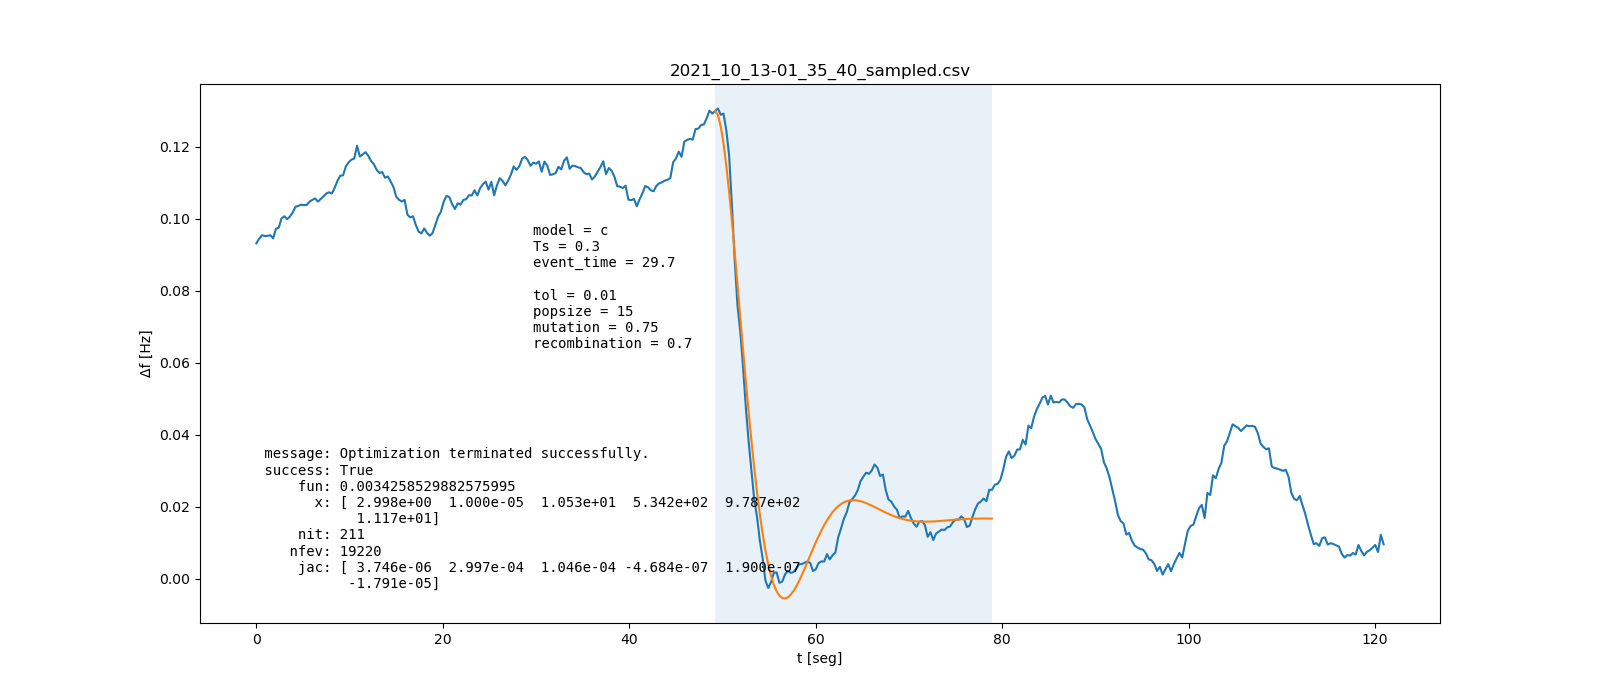 2021_10_13-01_35_40_sampled.csv
Δf [Hz]
0.12
0.10
0.08
0.06
0.04
0.02
0.00
model = c
Ts = 0.3
event_time = 29.7
tol = 0.01
popsize = 15
mutation = 0.75
recombination = 0.7
message: Optimization terminated successfully.
success: True
fun: 0.0034258529882575995
x: [ 2.998e+00  1.000e-05  1.053e+01  5.342e+02  9.787e+02
1.117e+01]
nit: 211
nfev: 19220
jac: [ 3.746e-06  2.997e-04  1.046e-04 -4.684e-07  1.900e-07
-1.791e-05]
0 20 40 60 80 100 120
t [seg]